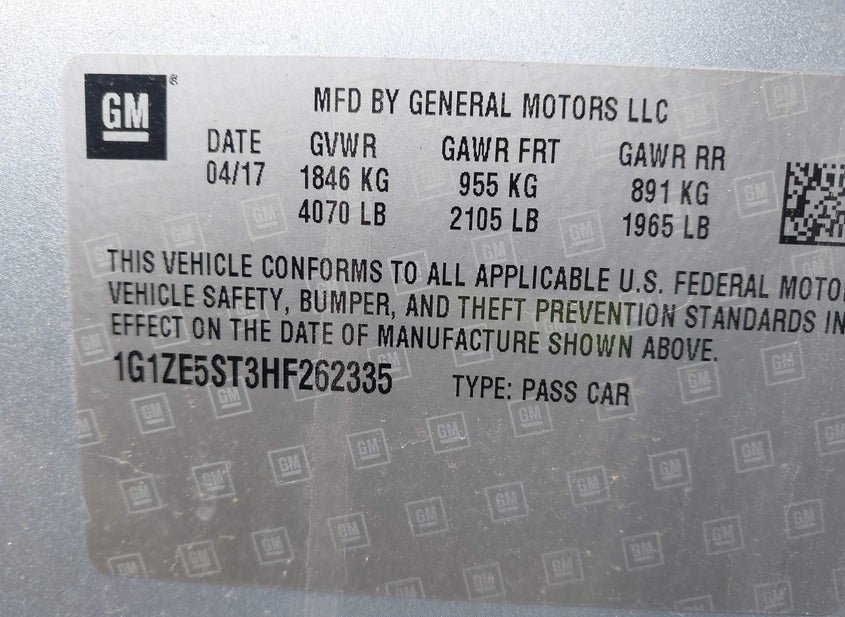 GM ®
MFD BY GENERAL MOTORS LLC
DATE GVWR GAWR FRT GAWR RR
04/17 1846 KG 955 KG 891 KG
4070 LB 2105 LB 1965 LB
THIS VEHICLE CONFORMS TO ALL APPLICABLE U.S. FEDERAL MOTO
VEHICLE SAFETY, BUMPER, AND THEFT PREVENTION STANDARDS IN
EFFECT ON THE DATE OF MANUFACTURE SHOWN ABOVE.
1G1ZE5ST3HF262335 TYPE: PASS CAR